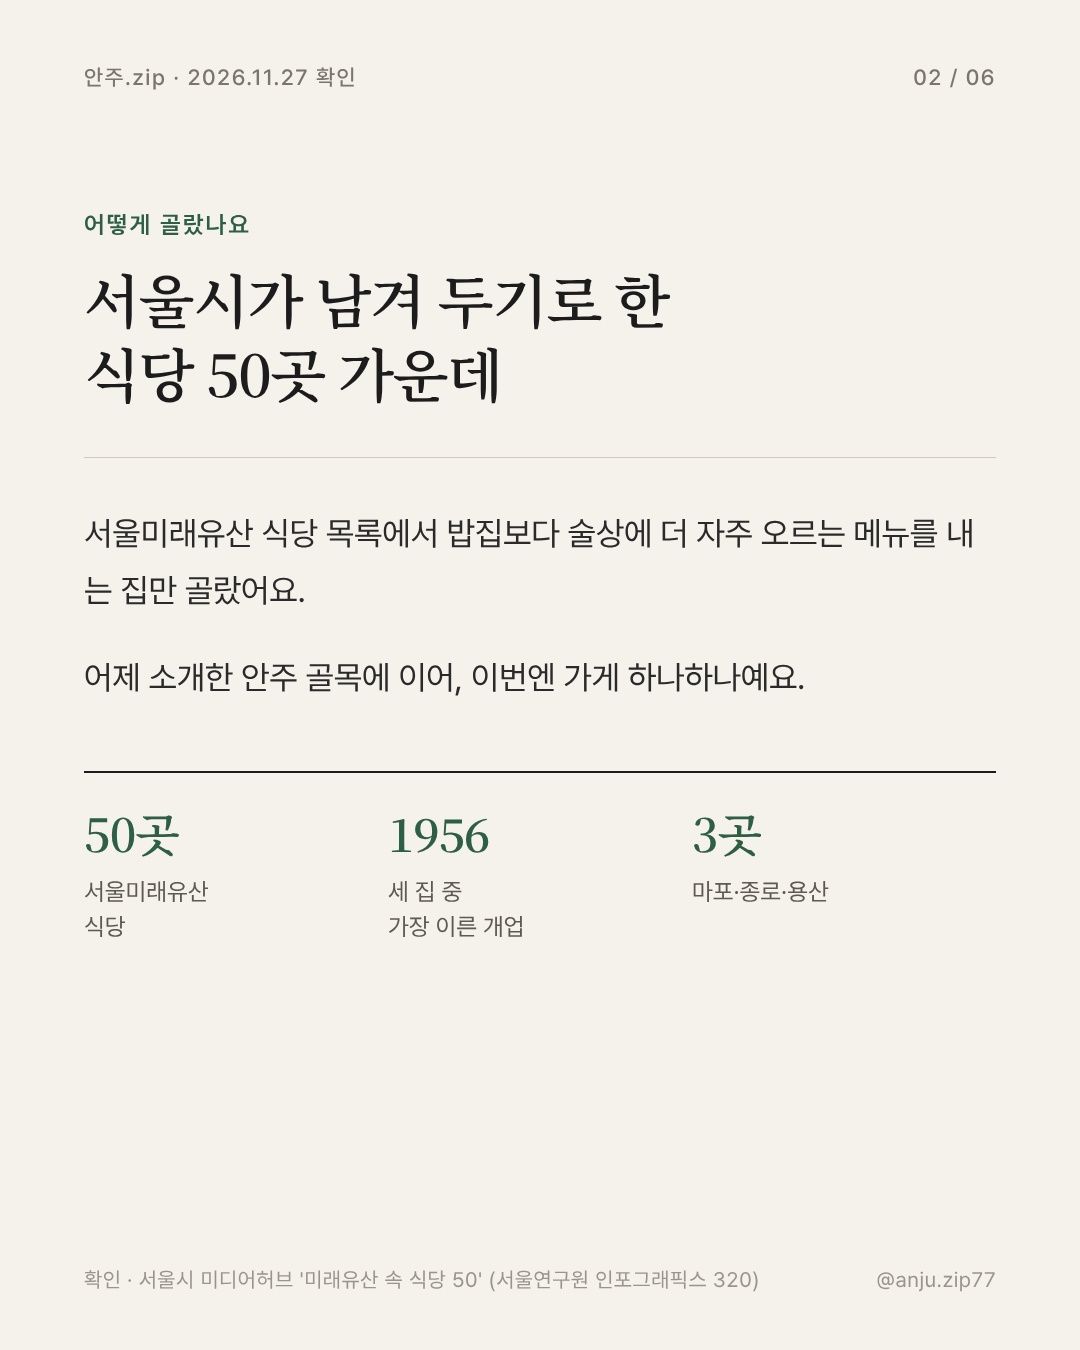 안주.zip · 2026.11.27 확인
02 / 06
어떻게 골랐나요
서울시가 남겨 두기로 한
식당 50곳 가운데
서울미래유산 식당 목록에서 밥집보다 술상에 더 자주 오르는 메뉴를 내
는 집만 골랐어요.
어제 소개한 안주 골목에 이어, 이번엔 가게 하나하나예요.
50곳
서울미래유산
식당
1956
세 집 중
가장 이른 개업
3곳
마포·종로·용산
확인 · 서울시 미디어허브 '미래유산 속 식당 50' (서울연구원 인포그래픽스 320)
@anju.zip77